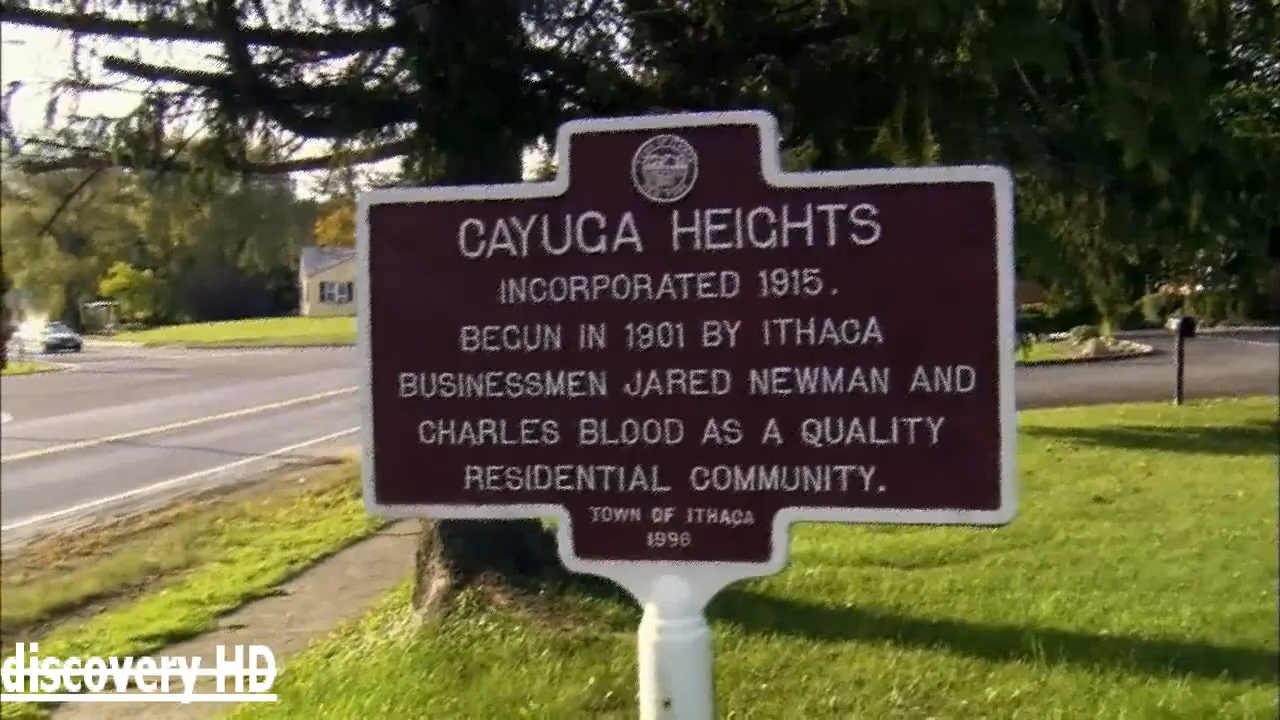 CAYUGA HEIGHTS
INCORPORATED 1915.
BEGUN IN 1901 BY ITHACA
BUSINESSMEN JARED NEWMAN AND
CHARLES BLOOD AS A QUALITY
RESIDENTIAL COMMUNITY.
TOWN OF ITHACA
1996
discovery HD